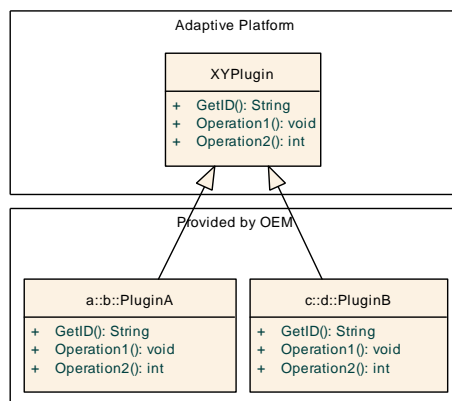 Adaptive Platform
XYPlugin
+ GetID(): String
+ Operation1(): void
+ Operation2(): int
Provided by OEM
a::b::PluginA
+ GetID(): String
+ Operation1(): void
+ Operation2(): int
c::d::PluginB
+ GetID(): String
+ Operation1(): void
+ Operation2(): int